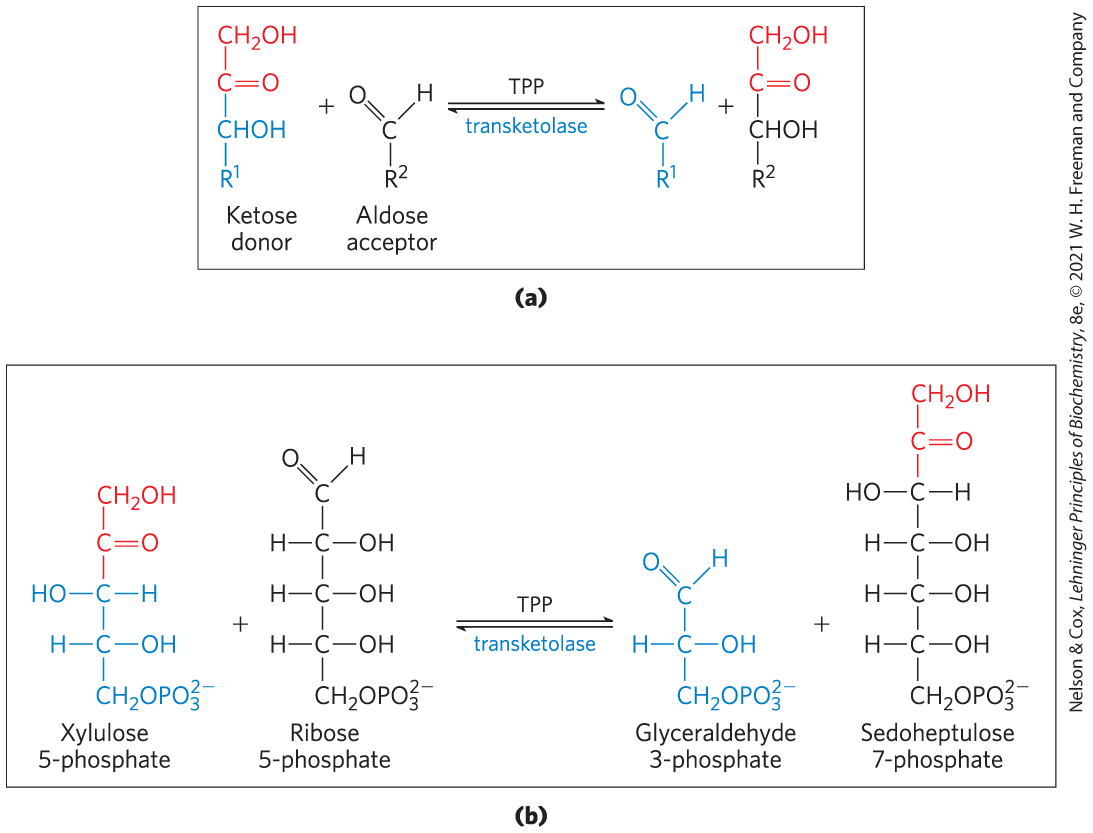 CH₂OH
C=O
CHOH
R¹
Ketose
donor
+
O
H
C
R²
Aldose
acceptor
TPP
transketolase
O
H
C
R¹
+
CH₂OH
C=O
CHOH
R²
(a)
CH₂OH
C=O
HO—C—H
H—C—OH
CH₂OPO₃²⁻
Xylulose
5-phosphate
+
O
H
C
H—C—OH
H—C—OH
H—C—OH
CH₂OPO₃²⁻
Ribose
5-phosphate
TPP
transketolase
O
H
C
H—C—OH
CH₂OPO₃²⁻
Glyceraldehyde
3-phosphate
+
CH₂OH
C=O
HO—C—H
H—C—OH
H—C—OH
H—C—OH
CH₂OPO₃²⁻
Sedoheptulose
7-phosphate
(b)
Nelson & Cox, Lehninger Principles of Biochemistry, 8e, © 2021 W. H. Freeman and Company